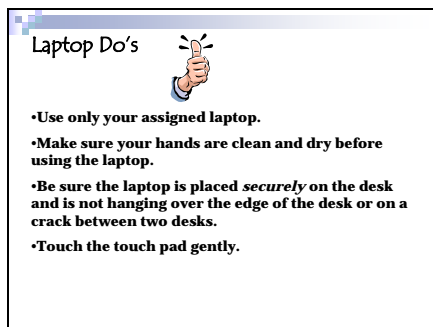 Laptop Do's
•Use only your assigned laptop.
•Make sure your hands are clean and dry before
using the laptop.
•Be sure the laptop is placed securely on the desk
and is not hanging over the edge of the desk or on a
crack between two desks.
•Touch the touch pad gently.